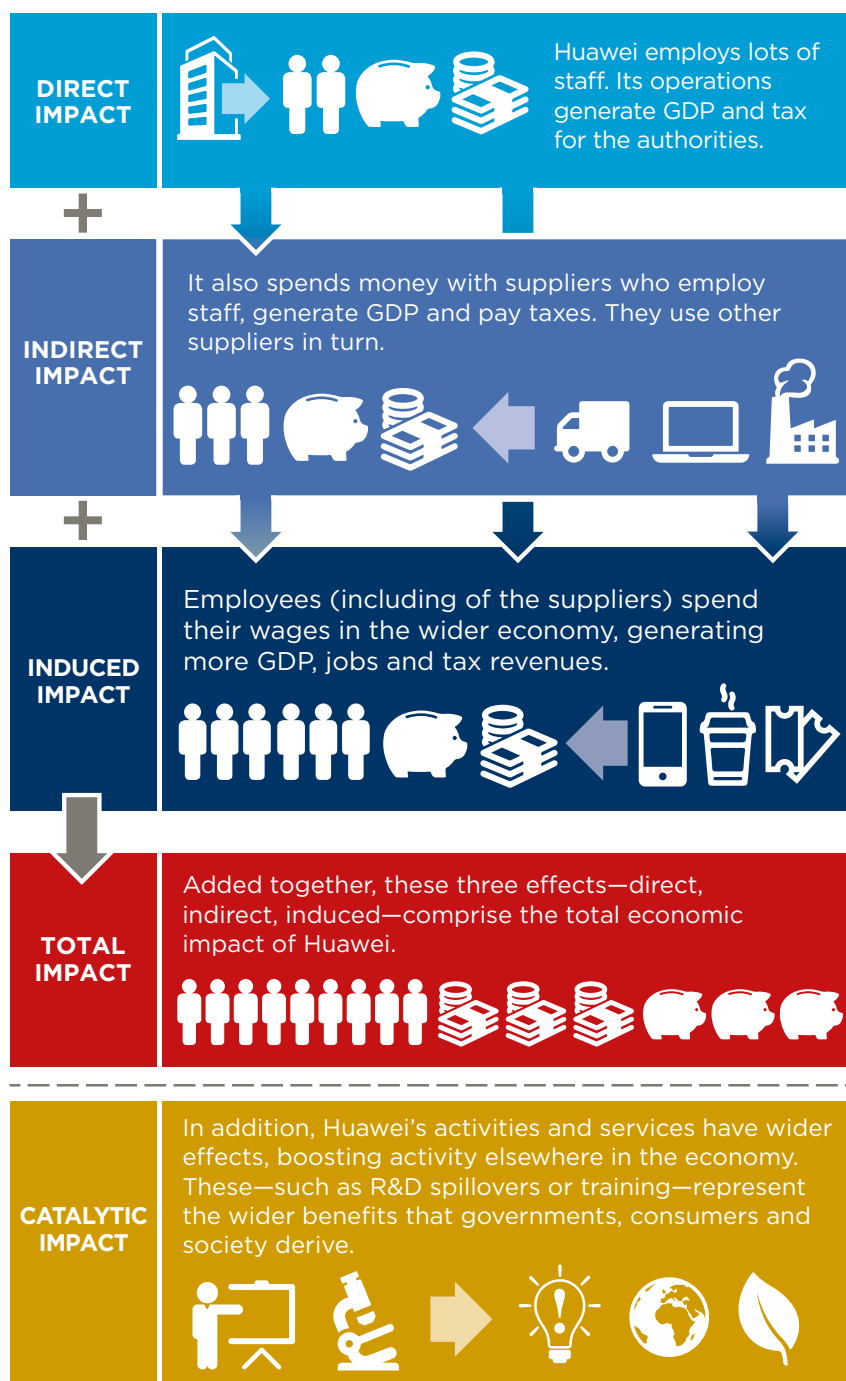 DIRECT
IMPACT
Huawei employs lots of
staff. Its operations
generate GDP and tax
for the authorities.
+
INDIRECT
IMPACT
It also spends money with suppliers who employ
staff, generate GDP and pay taxes. They use other
suppliers in turn.
+
INDUCED
IMPACT
Employees (including of the suppliers) spend
their wages in the wider economy, generating
more GDP, jobs and tax revenues.
TOTAL
IMPACT
Added together, these three effects—direct,
indirect, induced—comprise the total economic
impact of Huawei.
CATALYTIC
IMPACT
In addition, Huawei’s activities and services have wider
effects, boosting activity elsewhere in the economy.
These—such as R&D spillovers or training—represent
the wider benefits that governments, consumers and
society derive.